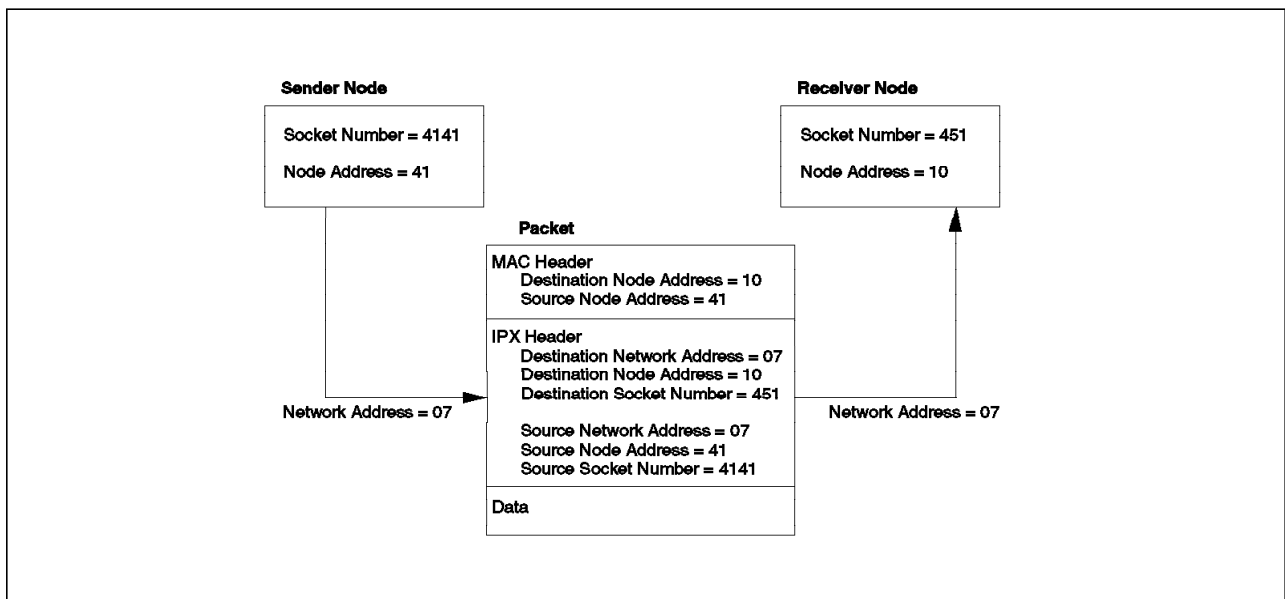 Sender Node
Socket Number = 4141
Node Address = 41
Receiver Node
Socket Number = 451
Node Address = 10
Packet
MAC Header
Destination Node Address = 10
Source Node Address = 41
IPX Header
Destination Network Address = 07
Destination Node Address = 10
Destination Socket Number = 451
Source Network Address = 07
Source Node Address = 41
Source Socket Number = 4141
Data
Network Address = 07
Network Address = 07